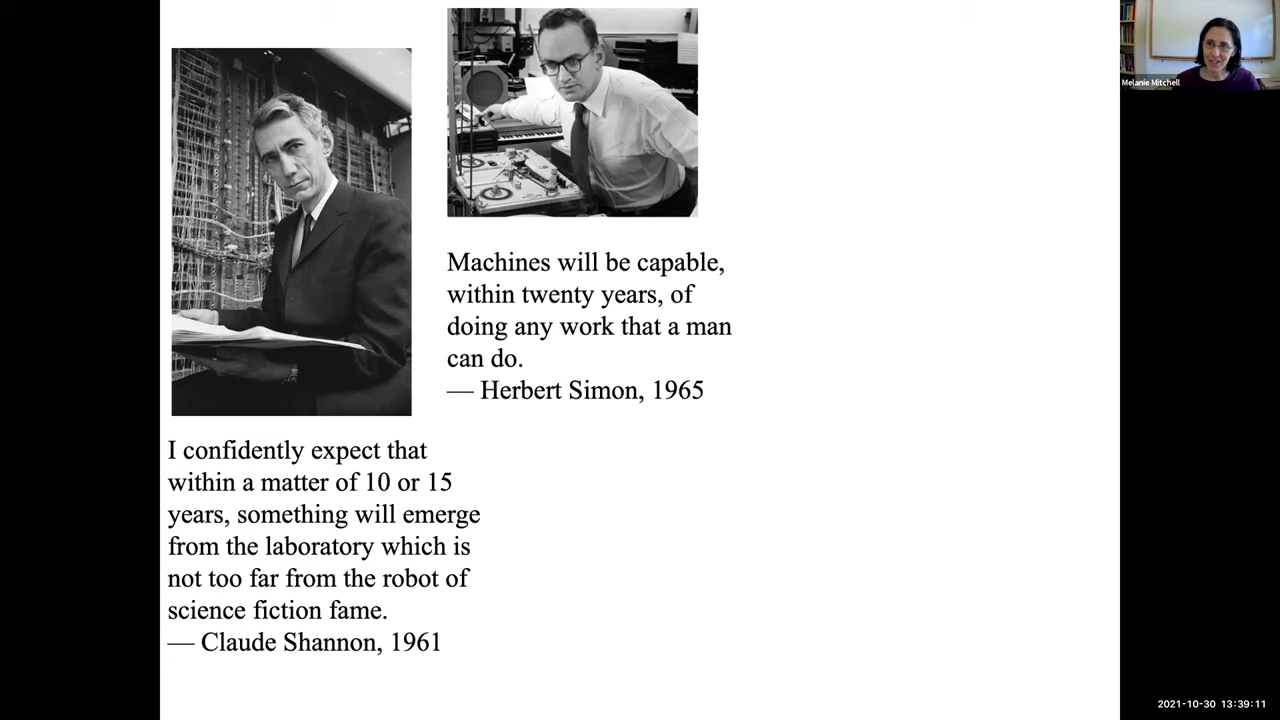 Melanie Mitchell
Machines will be capable,
within twenty years, of
doing any work that a man
can do.
— Herbert Simon, 1965
I confidently expect that
within a matter of 10 or 15
years, something will emerge
from the laboratory which is
not too far from the robot of
science fiction fame.
— Claude Shannon, 1961
2021-10-30 13:39:11